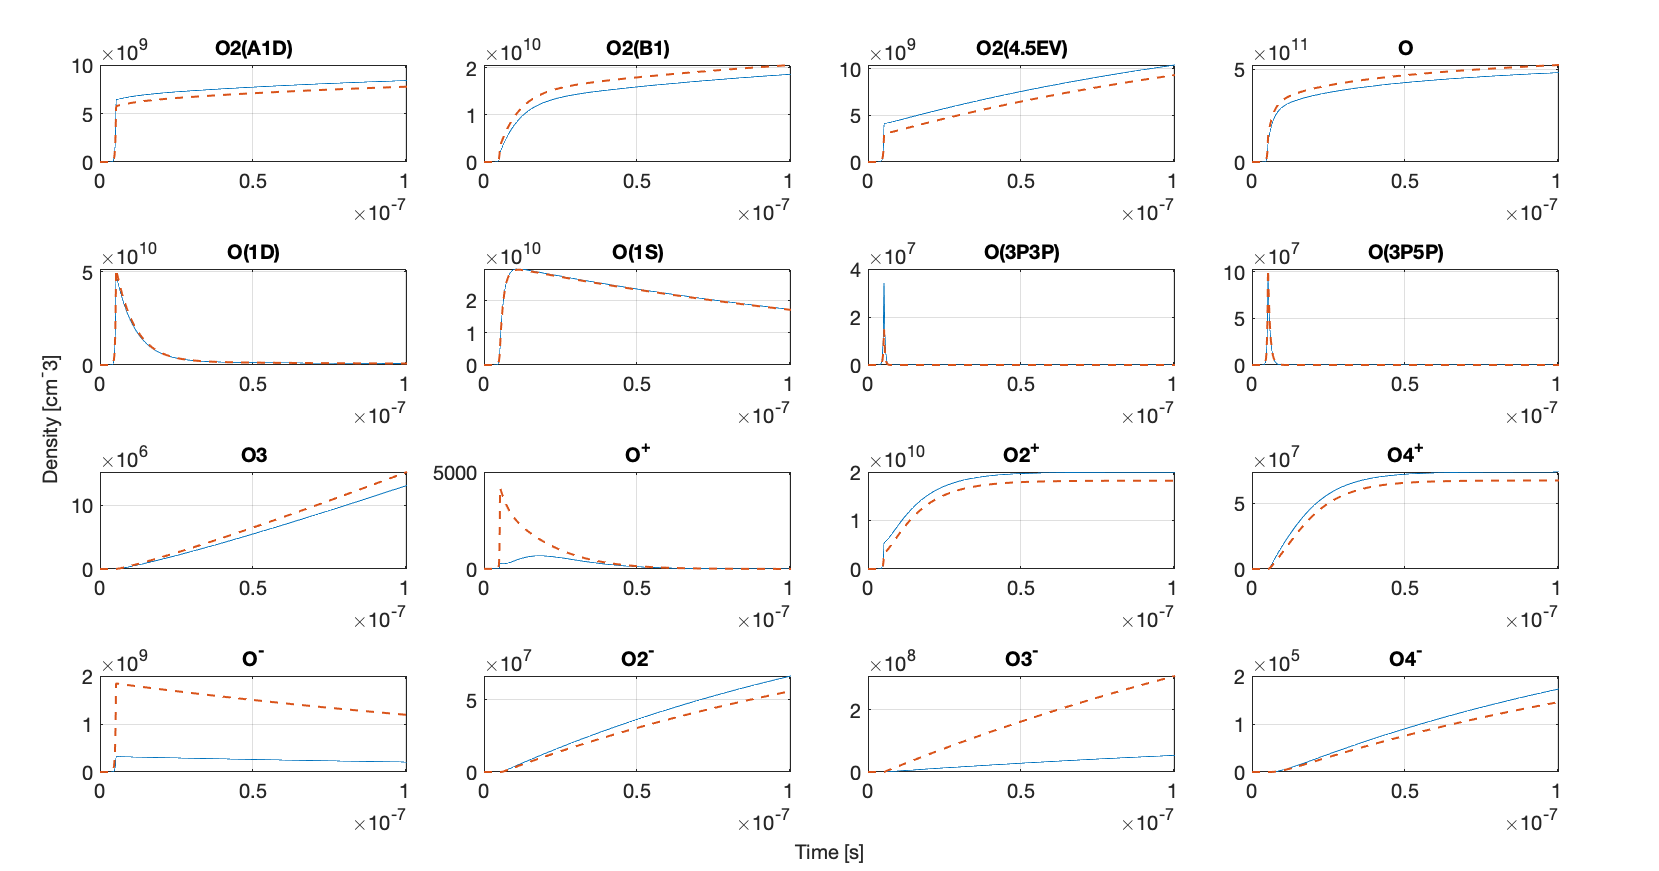 O2(A1D)
×10^9
10
5
0
0 0.5 1
×10^-7
O2(B1)
×10^10
2
1
0
0 0.5 1
×10^-7
O2(4.5EV)
×10^9
10
5
0
0 0.5 1
×10^-7
O
×10^11
5
0
0 0.5 1
×10^-7
O(1D)
×10^10
5
0
0 0.5 1
×10^-7
O(1S)
×10^10
2
1
0
0 0.5 1
×10^-7
O(3P3P)
×10^7
4
2
0
0 0.5 1
×10^-7
O(3P5P)
×10^7
10
5
0
0 0.5 1
×10^-7
Density [cm^-3]
O3
×10^6
10
0
0 0.5 1
×10^-7
O^+
5000
0
0 0.5 1
×10^-7
O2^+
×10^10
2
1
0
0 0.5 1
×10^-7
O4^+
×10^7
5
0
0 0.5 1
×10^-7
O^-
×10^9
2
1
0
0 0.5 1
×10^-7
O2^-
×10^7
5
0
0 0.5 1
×10^-7
O3^-
×10^8
2
0
0 0.5 1
×10^-7
O4^-
×10^5
2
1
0
0 0.5 1
×10^-7
Time [s]